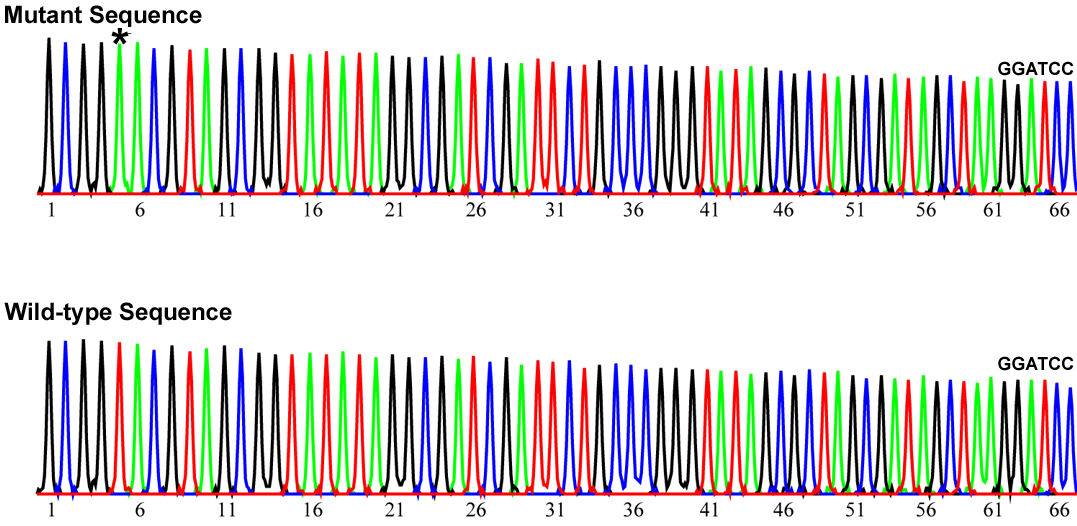 Mutant Sequence
*
GGATCC
1 6 11 16 21 26 31 36 41 46 51 56 61 66
Wild-type Sequence
GGATCC
1 6 11 16 21 26 31 36 41 46 51 56 61 66